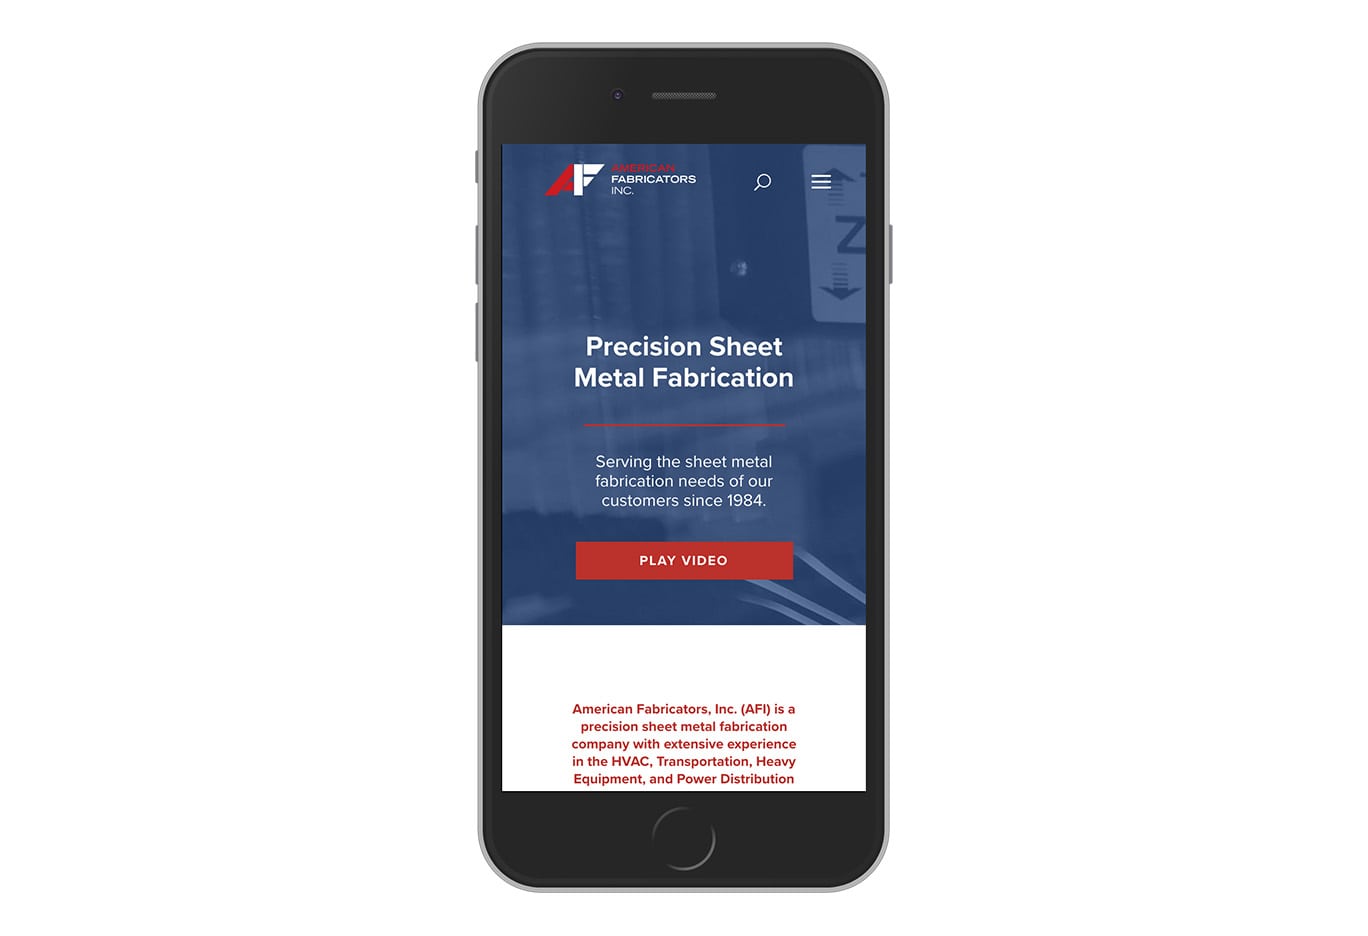 AF
AMERICAN
FABRICATORS
INC.
Z
Precision Sheet
Metal Fabrication
Serving the sheet metal
fabrication needs of our
customers since 1984.
PLAY VIDEO
American Fabricators, Inc. (AFI) is a
precision sheet metal fabrication
company with extensive experience
in the HVAC, Transportation, Heavy
Equipment, and Power Distribution